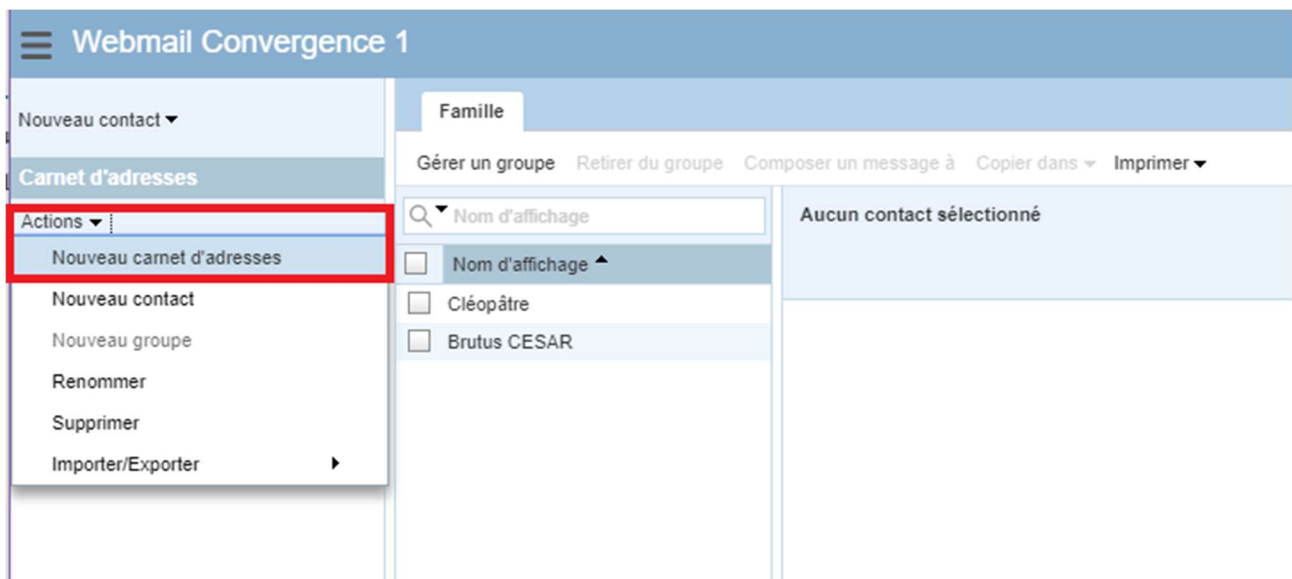 Webmail Convergence 1
Nouveau contact
Famille
Gérer un groupe Retirer du groupe Composer un message à Copier dans Imprimer
Carnet d'adresses
Actions
Nom d'affichage
Aucun contact sélectionné
Nouveau carnet d'adresses
Nom d'affichage
Nouveau contact
Cléopâtre
Nouveau groupe
Brutus CESAR
Renommer
Supprimer
Importer/Exporter